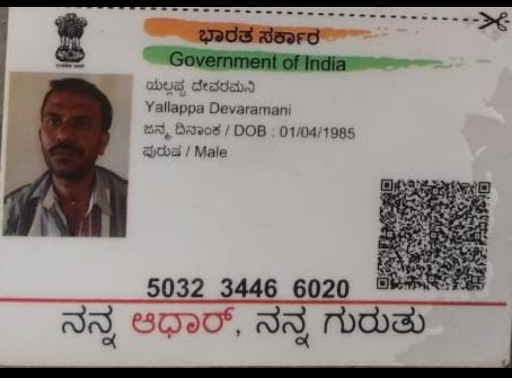 ಭಾರತ ಸರ್ಕಾರ
Government of India
ಯಲ್ಲಪ್ಪ ದೇವರಮನಿ
Yallappa Devaramani
ಜನ್ಮ ದಿನಾಂಕ / DOB : 01/04/1985
ಪುರುಷ / Male
5032 3446 6020
ನನ್ನ ಆಧಾರ್, ನನ್ನ ಗುರುತು